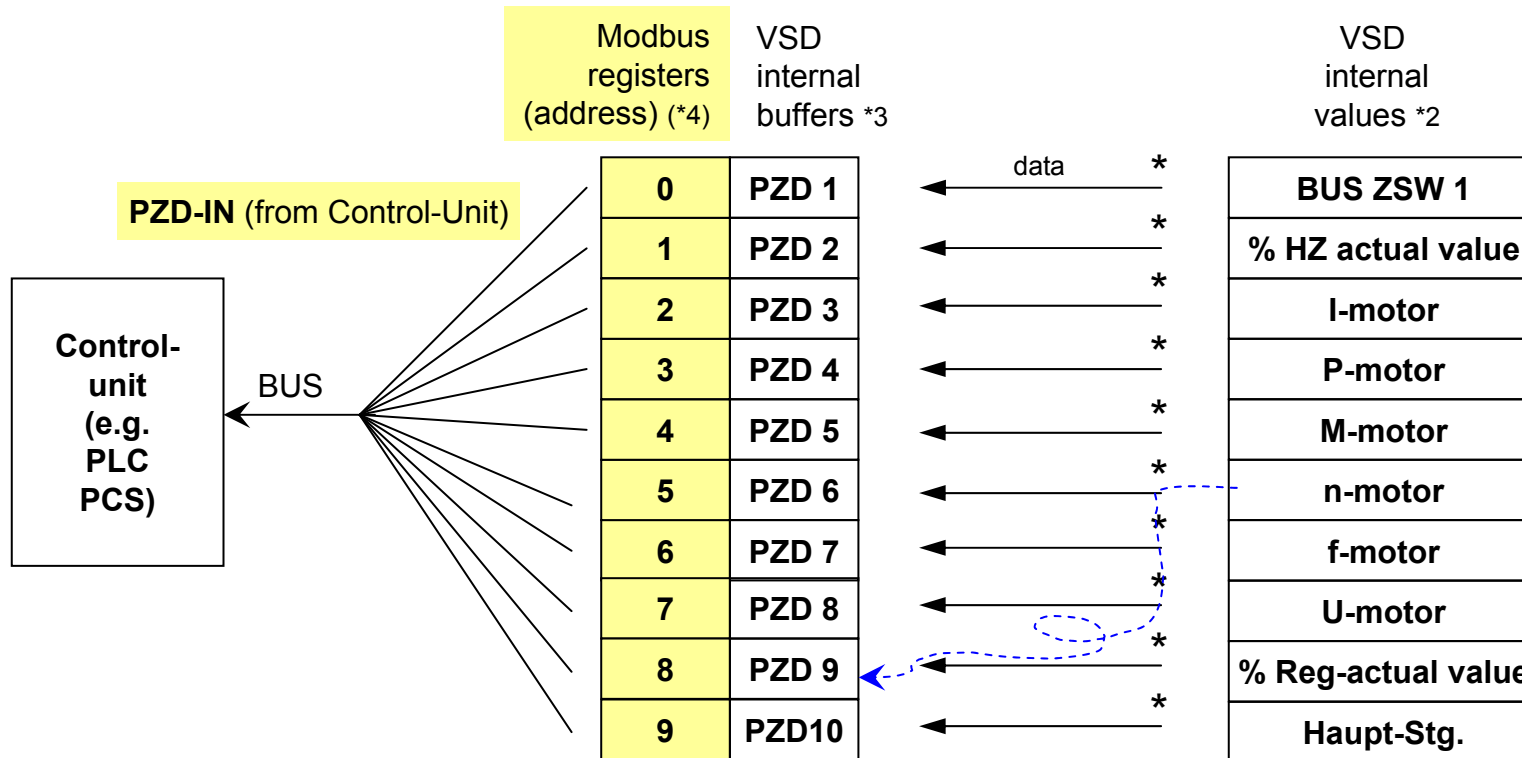 Modbus
registers
(address) (*4)
VSD
internal
buffers *3
VSD
internal
values *2
PZD-IN (from Control-Unit)
data
Control-
unit
(e.g.
PLC
PCS)
BUS
0 PZD 1 * BUS ZSW 1
1 PZD 2 * % HZ actual value
2 PZD 3 * I-motor
3 PZD 4 * P-motor
4 PZD 5 * M-motor
5 PZD 6 * n-motor
6 PZD 7 * f-motor
7 PZD 8 * U-motor
8 PZD 9 * % Reg-actual value
9 PZD10 * Haupt-Stg.